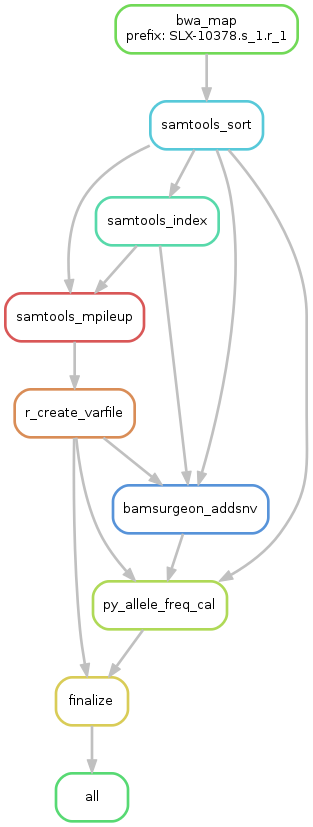 bwa_map
prefix: SLX-10378.s_1.r_1
samtools_sort
samtools_index
samtools_mpileup
r_create_varfile
bamsurgeon_addsnv
py_allele_freq_cal
finalize
all